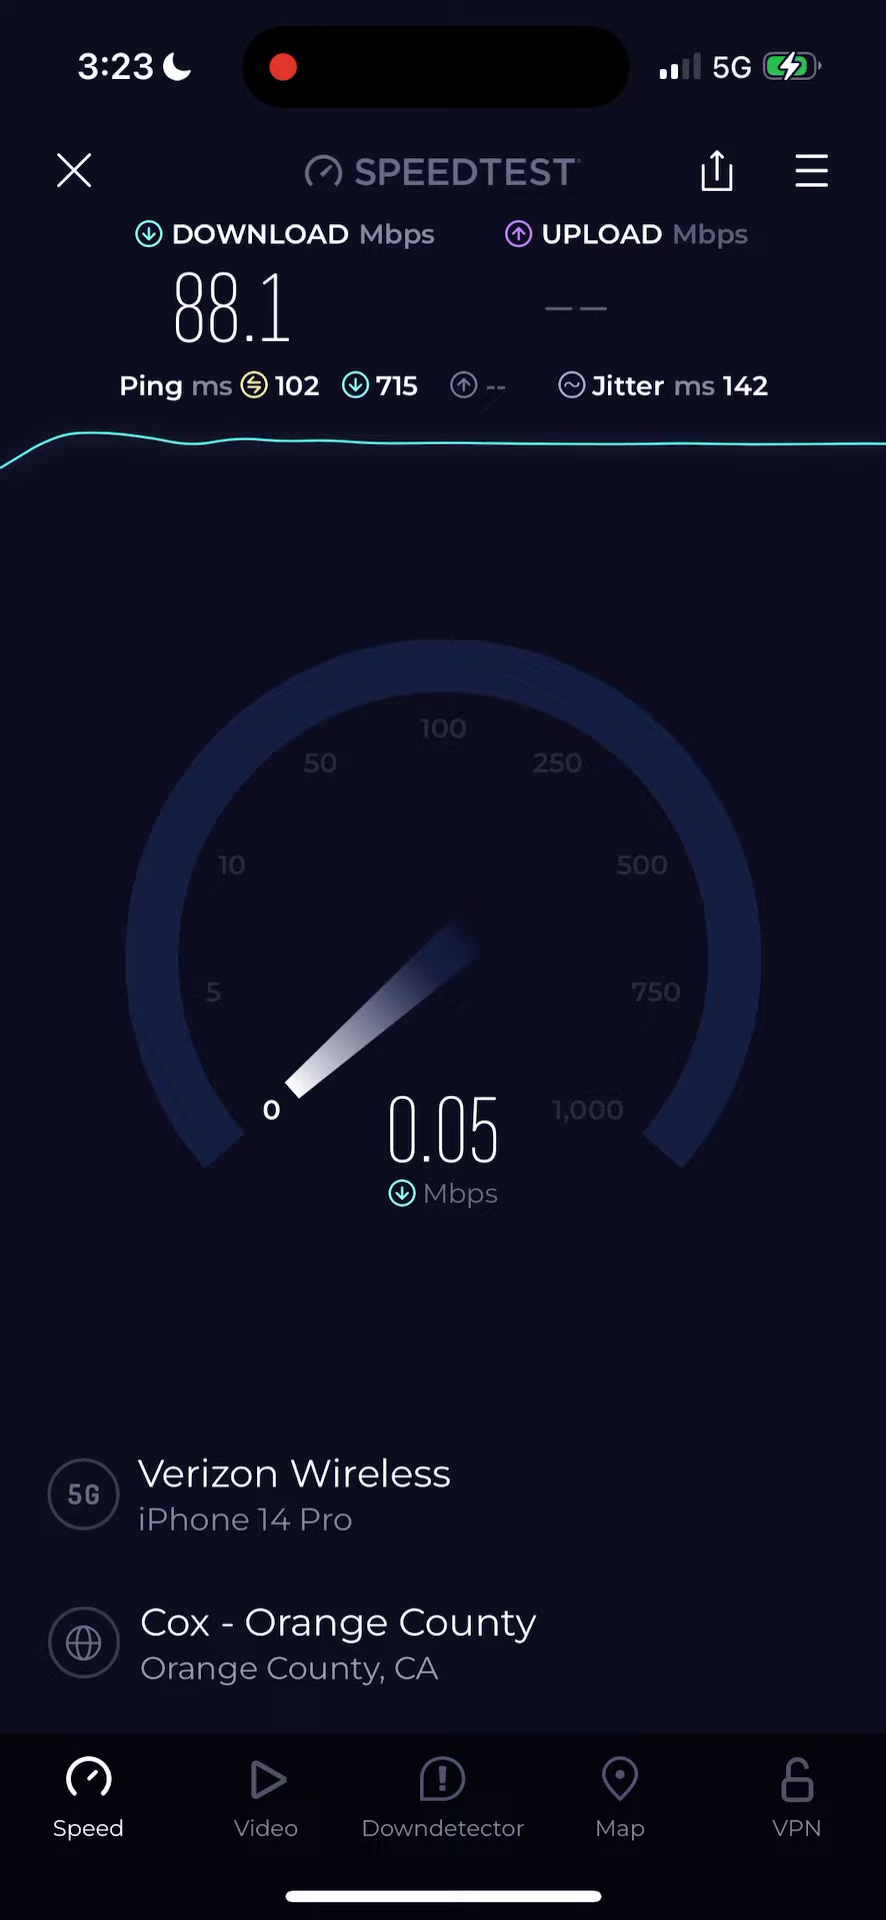 3:23 5G
SPEEDTEST
DOWNLOAD Mbps UPLOAD Mbps
88.1 — —
Ping ms 102 715 -- Jitter ms 142
100
50 250
10 500
5 750
0 1,000
0.05
Mbps
5G Verizon Wireless
iPhone 14 Pro
Cox - Orange County
Orange County, CA
Speed Video Downdetector Map VPN